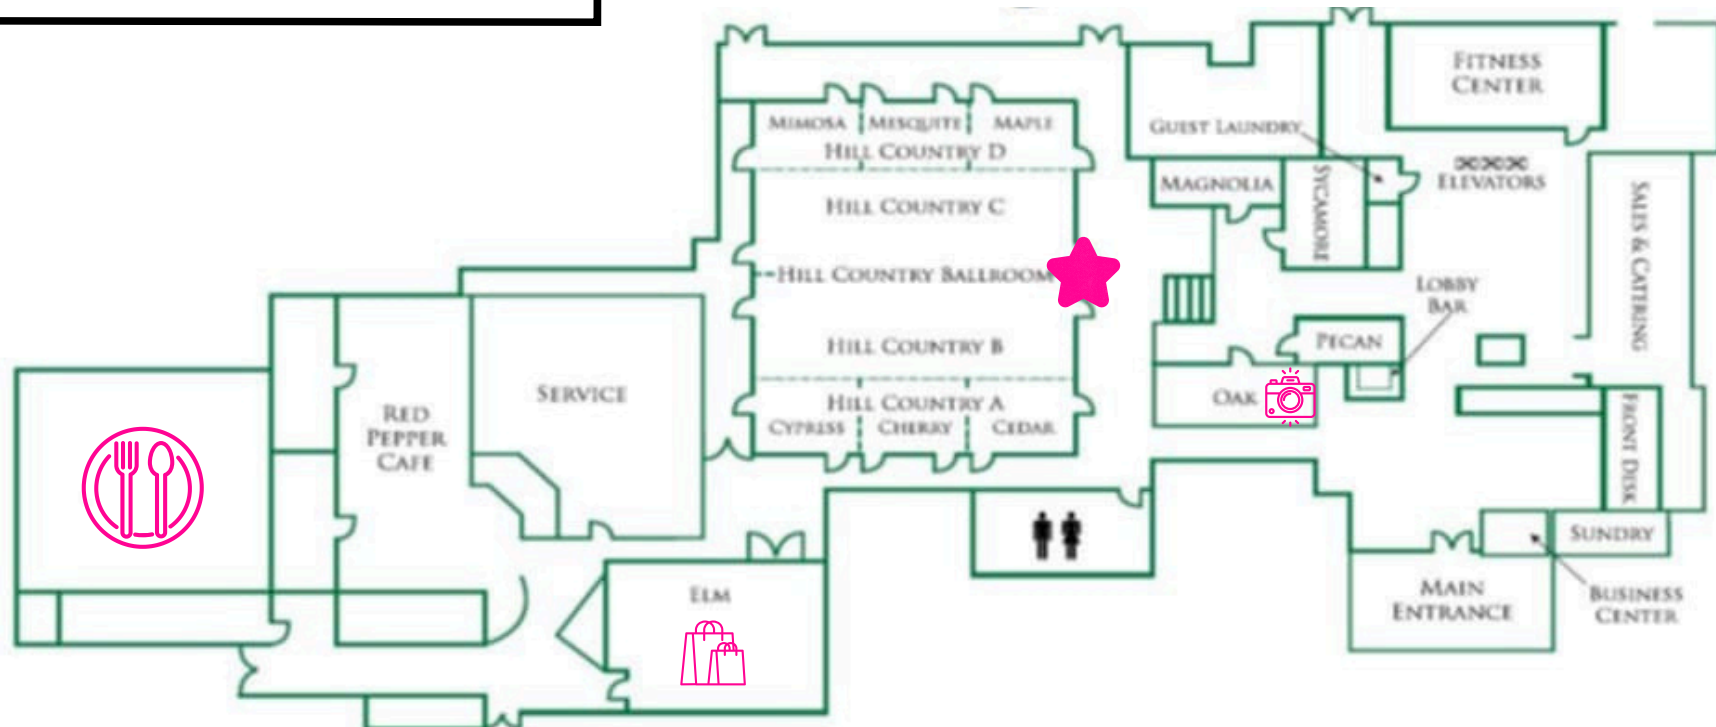 FITNESS
CENTER
MIMOSA MESQUITE MAPLE
GUEST LAUNDRY
HILL COUNTRY D
MAGNOLIA
SYCAMORE
ELEVATORS
SALES & CATERING
HILL COUNTRY C
HILL COUNTRY BALLROOM
LOBBY
BAR
HILL COUNTRY B
PECAN
SERVICE
OAK
HILL COUNTRY A
RED
PEPPER
CAFE
CYPRESS CHERRY CEDAR
FRONT DESK
SUNDRY
ELM
MAIN
ENTRANCE
BUSINESS
CENTER